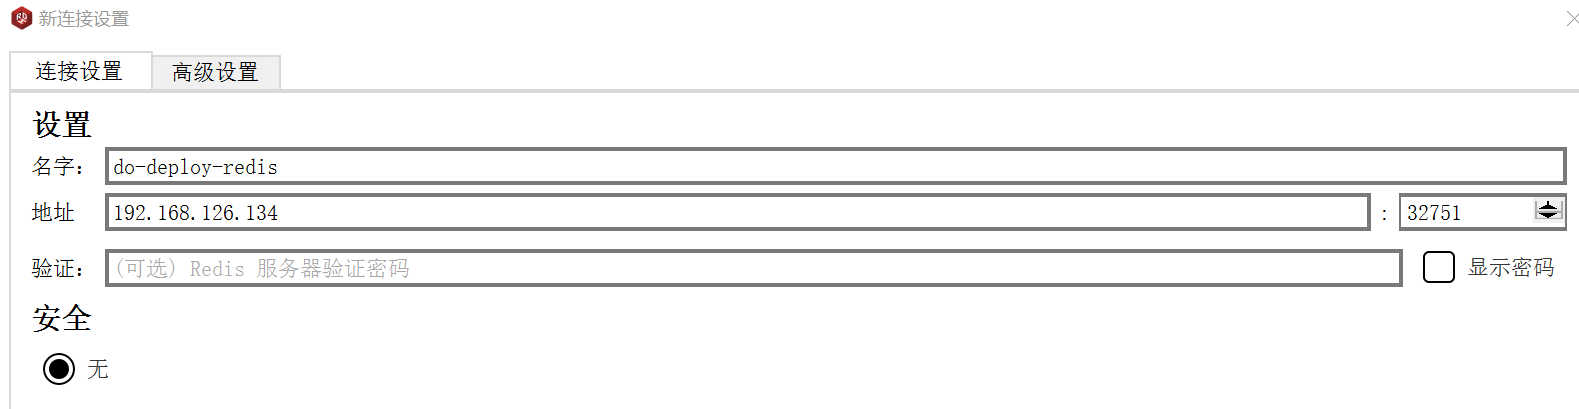 新连接设置
连接设置 高级设置
设置
名字: do-deploy-redis
地址 192.168.126.134 : 32751
验证: (可选) Redis 服务器验证密码 显示密码
安全
无